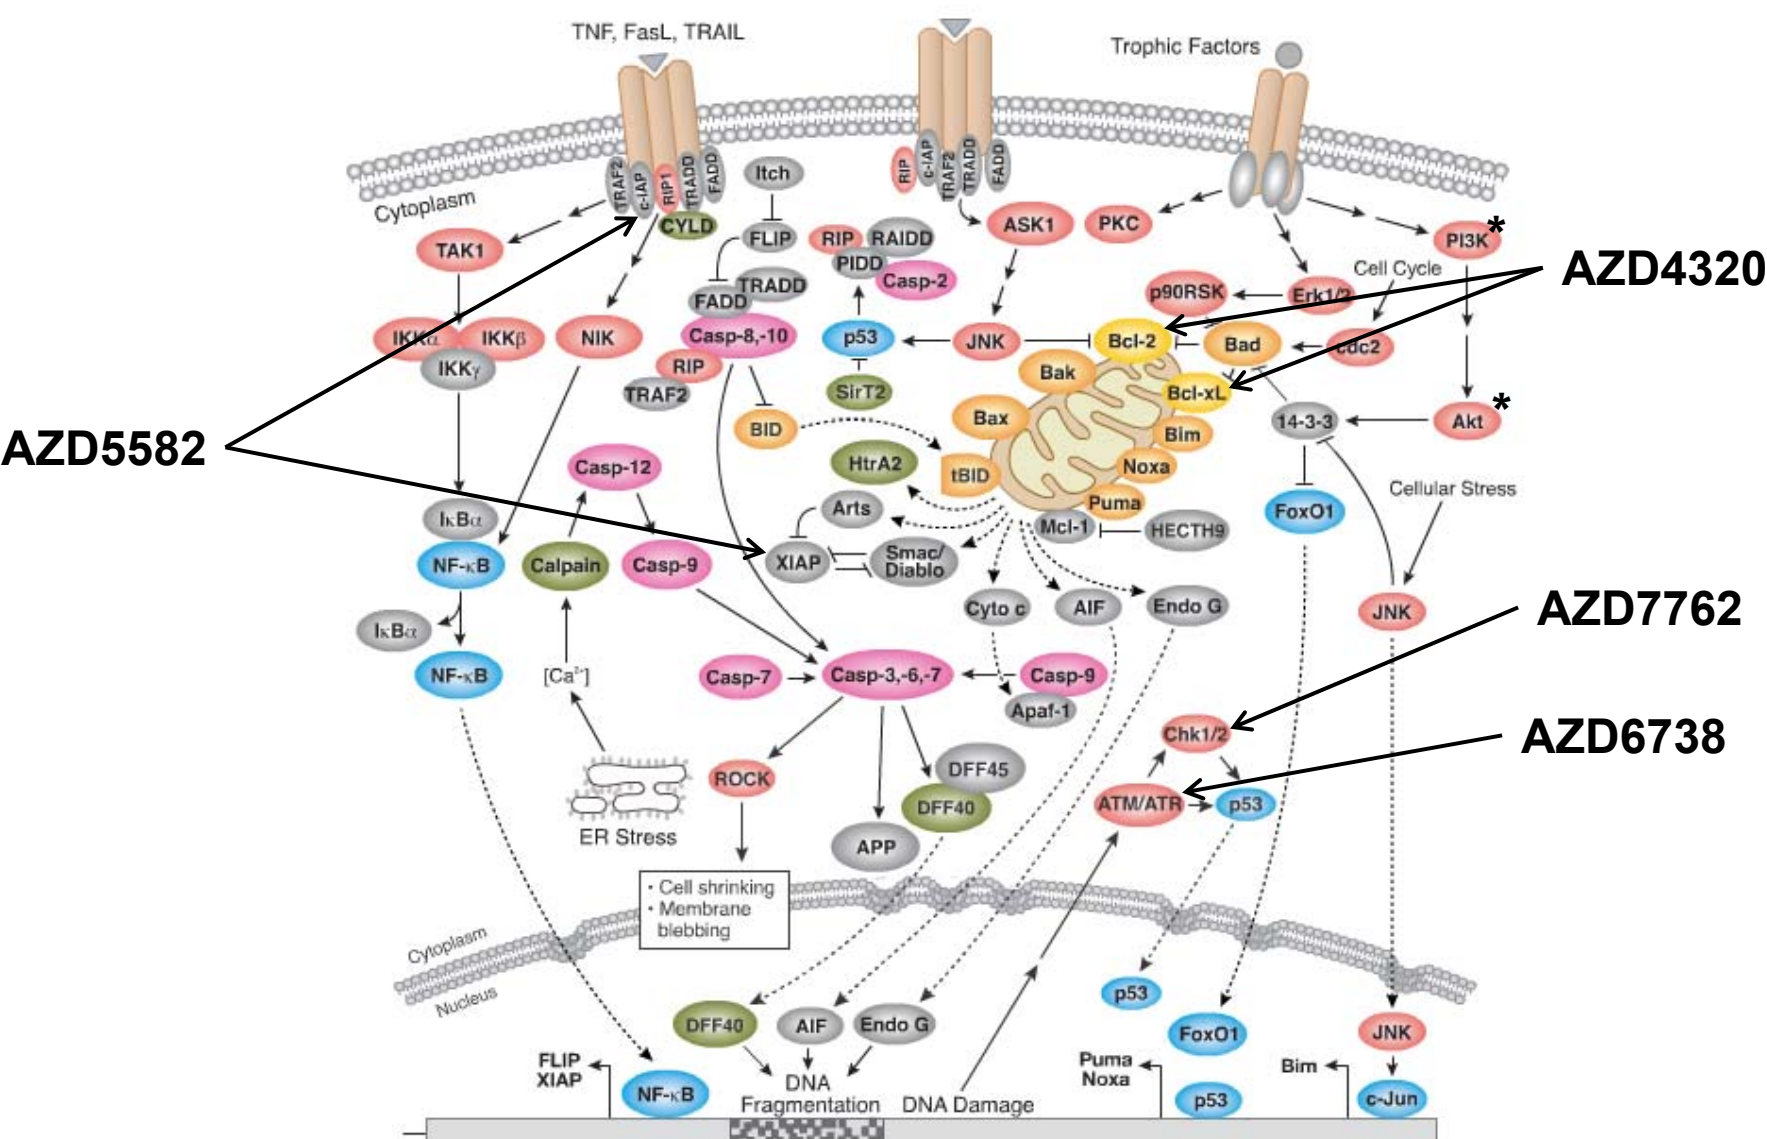 TNF, FasL, TRAIL
Trophic Factors
TRAF2
c-IAP
RIP1
TRADD
FADD
CYLD
Itch
RIP
c-IAP
TRAF2
TRADD
FADD
Cytoplasm
TAK1
FLIP
RIP
RAIDD
PIDD
Casp-2
ASK1
PKC
PI3K
*
AZD4320
Cell Cycle
TRADD
FADD
p90RSK
Erk1/2
IKKα
IKKβ
IKKγ
NIK
Casp-8,-10
RIP
TRAF2
p53
JNK
Bcl-2
Bad
cdc2
Bak
SirT2
Bcl-xL
Akt
*
14-3-3
BID
Bax
Bim
AZD5582
Casp-12
HtrA2
tBID
Noxa
Puma
Cellular Stress
Arts
Mcl-1
HECTH9
FoxO1
IκBα
NF-κB
Calpain
Casp-9
XIAP
Smac/
Diablo
Cyto c
AIF
Endo G
JNK
AZD7762
IκBα
NF-κB
[Ca²⁺]
Casp-7
Casp-3,-6,-7
Casp-9
Apaf-1
Chk1/2
AZD6738
ROCK
DFF45
DFF40
ATM/ATR
p53
ER Stress
APP
· Cell shrinking
· Membrane
blebbing
Cytoplasm
Nucleus
p53
DFF40
AIF
Endo G
FoxO1
JNK
FLIP
XIAP
NF-κB
DNA
Fragmentation
DNA Damage
Puma
Noxa
p53
Bim
c-Jun